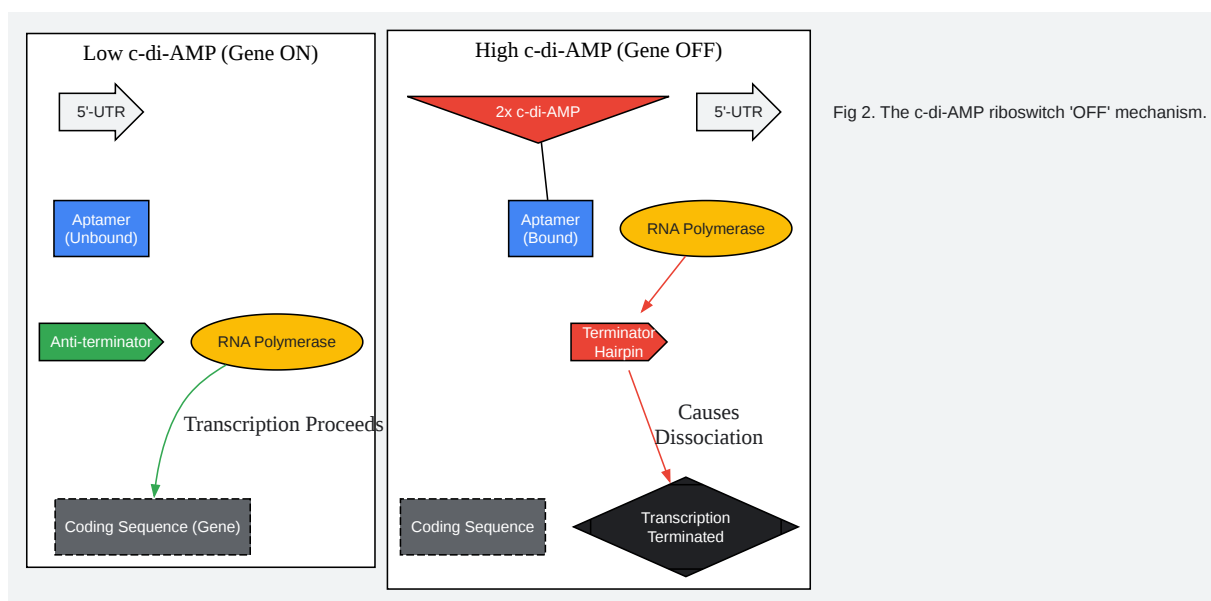 Low c-di-AMP (Gene ON)
5'-UTR
Aptamer
(Unbound)
Anti-terminator
RNA Polymerase
Transcription Proceeds
Coding Sequence (Gene)
High c-di-AMP (Gene OFF)
2x c-di-AMP
5'-UTR
Aptamer
(Bound)
RNA Polymerase
Terminator
Hairpin
Causes
Dissociation
Coding Sequence
Transcription
Terminated
Fig 2. The c-di-AMP riboswitch 'OFF' mechanism.